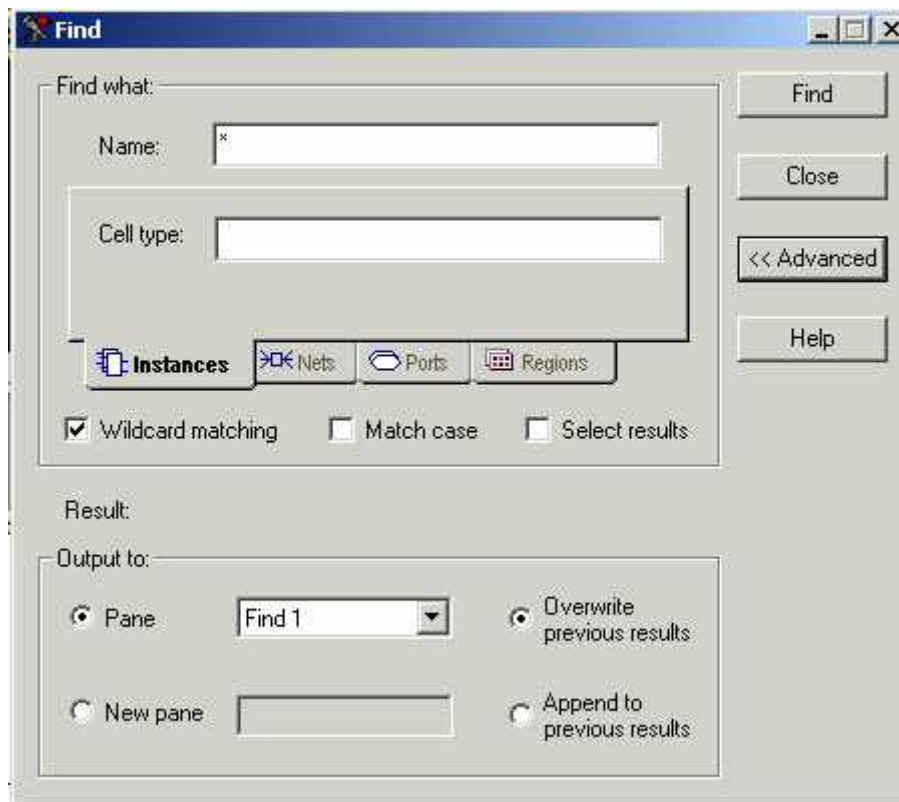 Find
Find what:
Name: *
Find
Close
Cell type:
<< Advanced
Help
Instances Nets Ports Regions
Wildcard matching Match case Select results
Result:
Output to:
Pane Find 1 Overwrite
previous results
New pane Append to
previous results